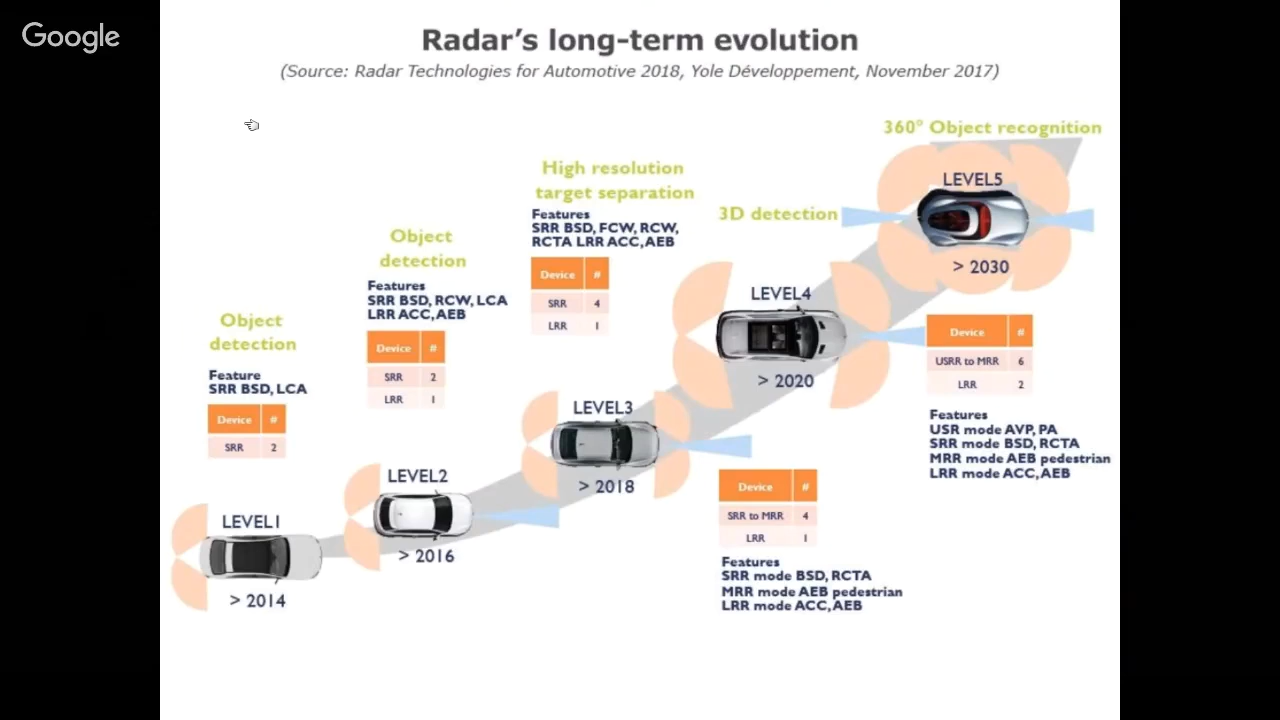 Google
Radar's long-term evolution
(Source: Radar Technologies for Automotive 2018, Yole Développement, November 2017)
Object
detection
Feature
SRR BSD, LCA
Device #
SRR 2
LEVEL1
> 2014
Object
detection
Features
SRR BSD, RCW, LCA
LRR ACC, AEB
Device #
SRR 2
LRR 1
LEVEL2
> 2016
High resolution
target separation
Features
SRR BSD, FCW, RCW,
RCTA LRR ACC, AEB
Device #
SRR 4
LRR 1
LEVEL3
> 2018
3D detection
LEVEL4
> 2020
Device #
SRR to MRR 4
LRR 1
Features
SRR mode BSD, RCTA
MRR mode AEB pedestrian
LRR mode ACC, AEB
360° Object recognition
LEVEL5
> 2030
Device #
USRR to MRR 6
LRR 2
Features
USR mode AVP, PA
SRR mode BSD, RCTA
MRR mode AEB pedestrian
LRR mode ACC, AEB